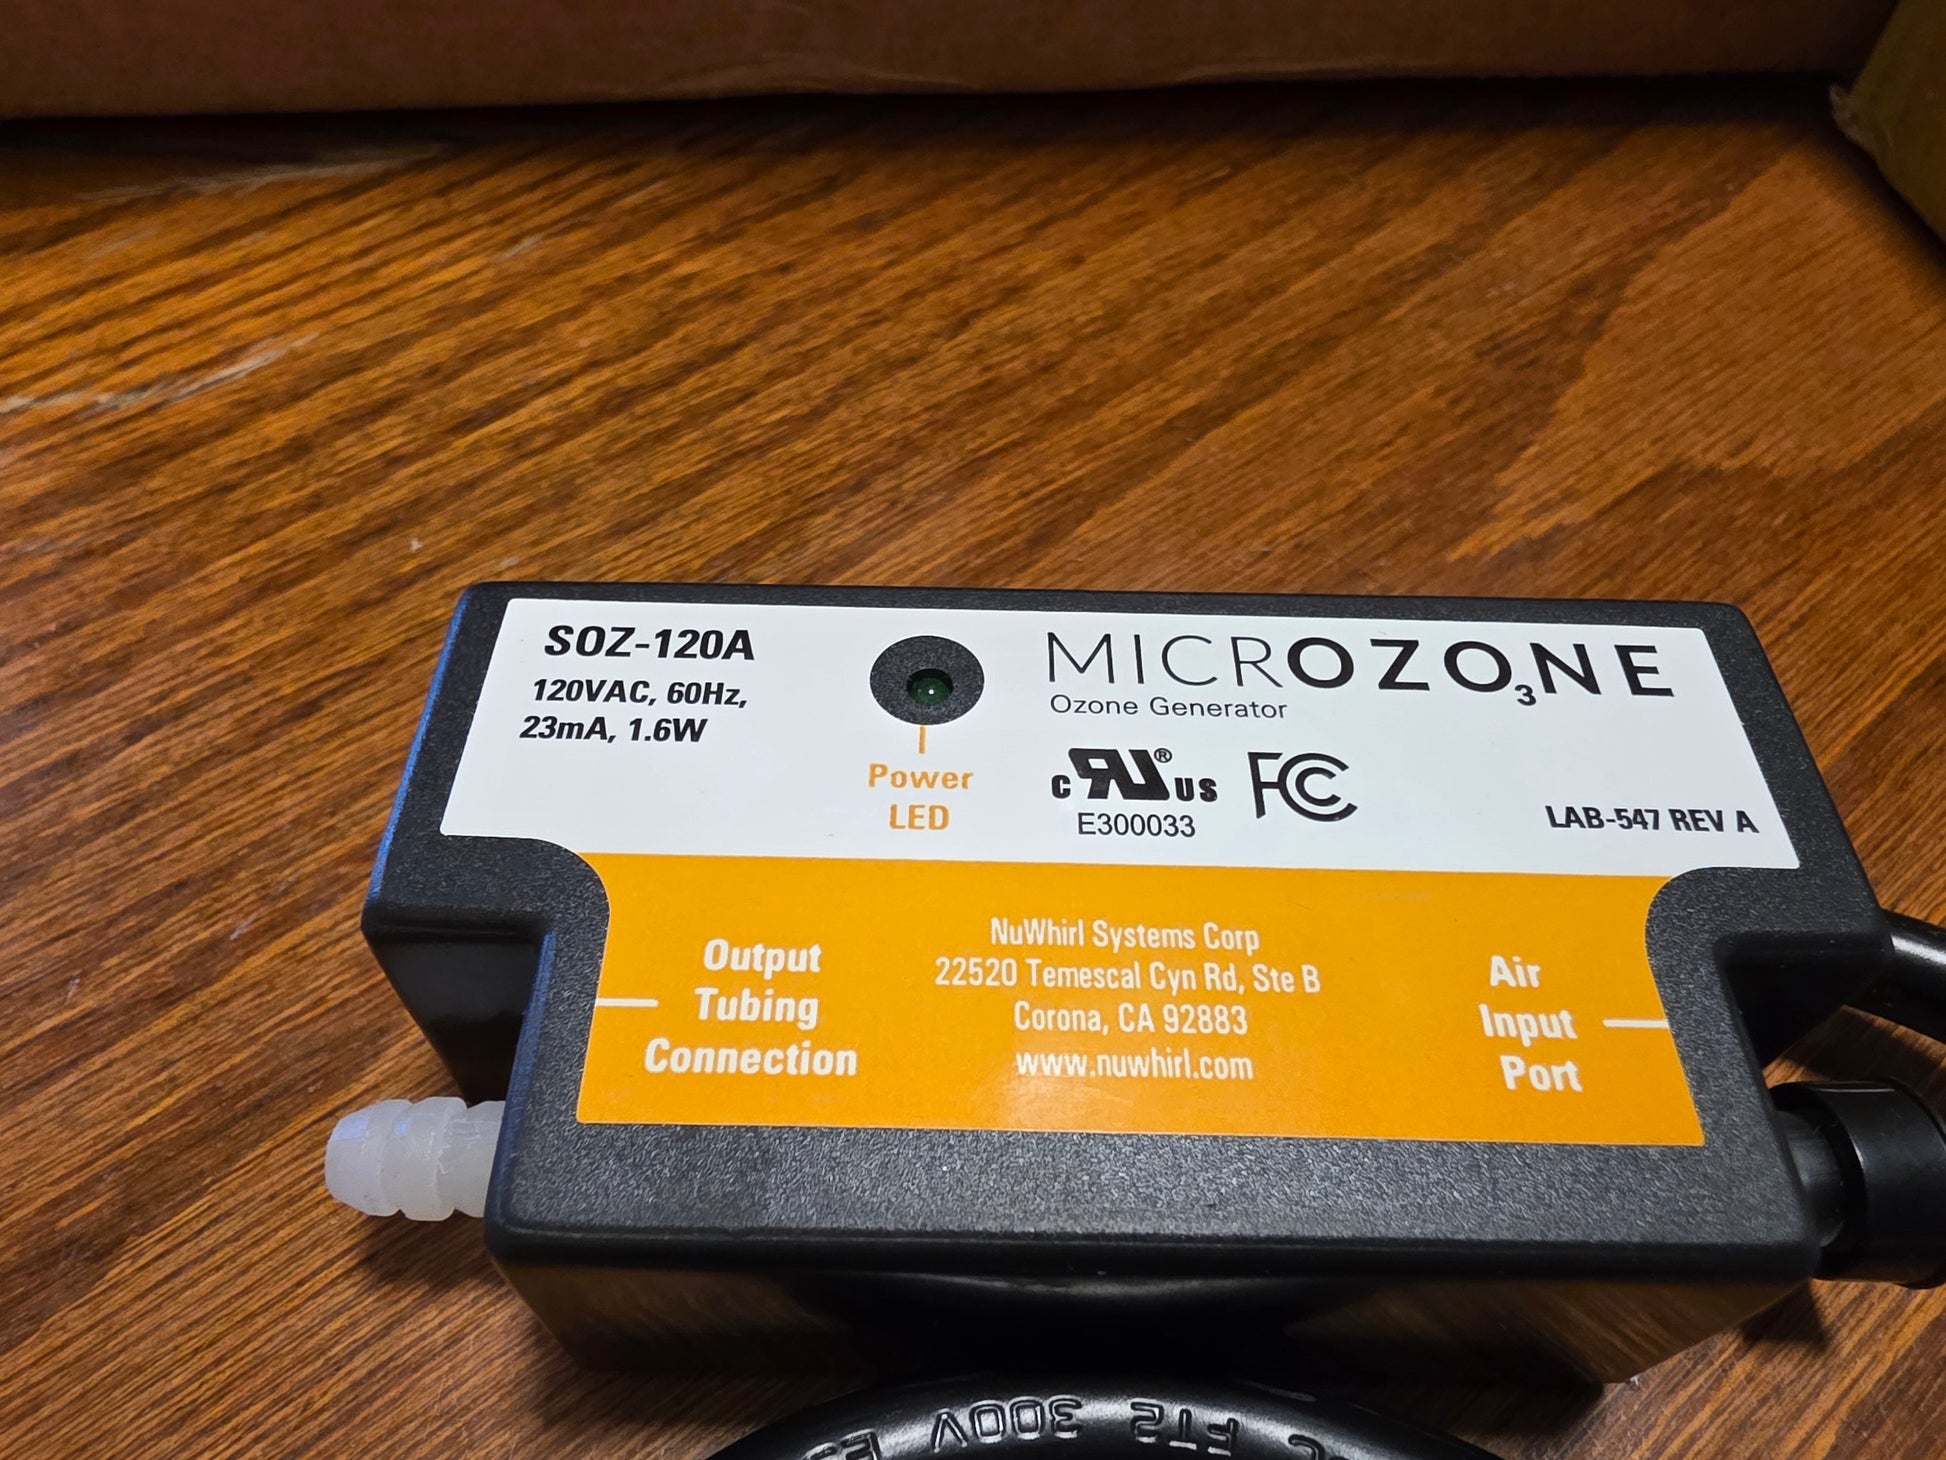 SOZ-120A
120VAC, 60Hz,
23mA, 1.6W
Power
LED
MICROZO₃NE
Ozone Generator
c RU® US
E300033
FC
LAB-547 REV A
Output
Tubing
Connection
NuWhirl Systems Corp
22520 Temescal Cyn Rd, Ste B
Corona, CA 92883
www.nuwhirl.com
Air
Input
Port
C FT2 300V